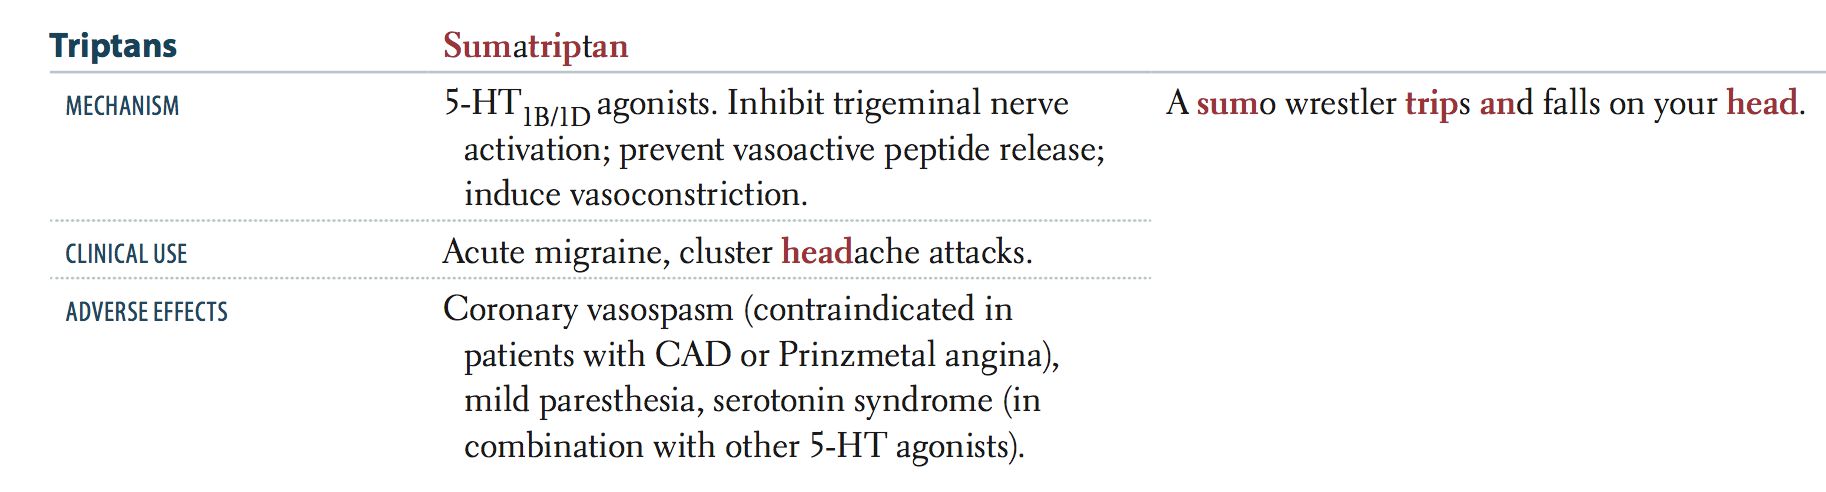 Triptans Sumatriptan
MECHANISM 5-HT1B/1D agonists. Inhibit trigeminal nerve A sumo wrestler trips and falls on your head.
activation; prevent vasoactive peptide release;
induce vasoconstriction.
CLINICAL USE Acute migraine, cluster headache attacks.
ADVERSE EFFECTS Coronary vasospasm (contraindicated in
patients with CAD or Prinzmetal angina),
mild paresthesia, serotonin syndrome (in
combination with other 5-HT agonists).